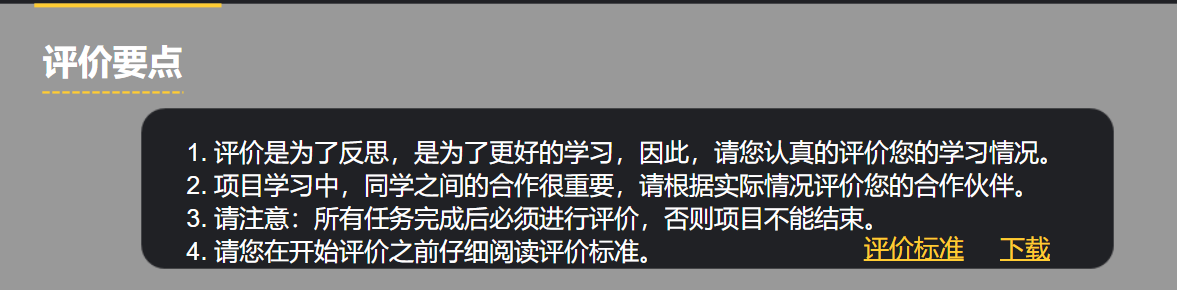 评价要点
1. 评价是为了反思，是为了更好的学习，因此，请您认真的评价您的学习情况。
2. 项目学习中，同学之间的合作很重要，请根据实际情况评价您的合作伙伴。
3. 请注意：所有任务完成后必须进行评价，否则项目不能结束。
4. 请您在开始评价之前仔细阅读评价标准。 评价标准 下载